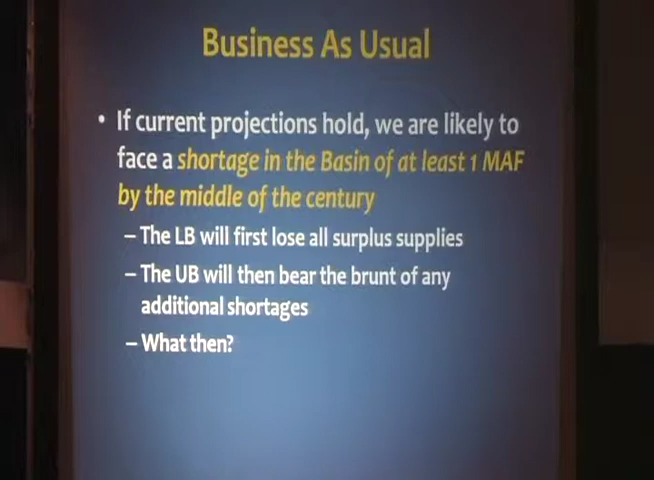 Business As Usual
• If current projections hold, we are likely to
face a shortage in the Basin of at least 1 MAF
by the middle of the century
– The LB will first lose all surplus supplies
– The UB will then bear the brunt of any
additional shortages
– What then?